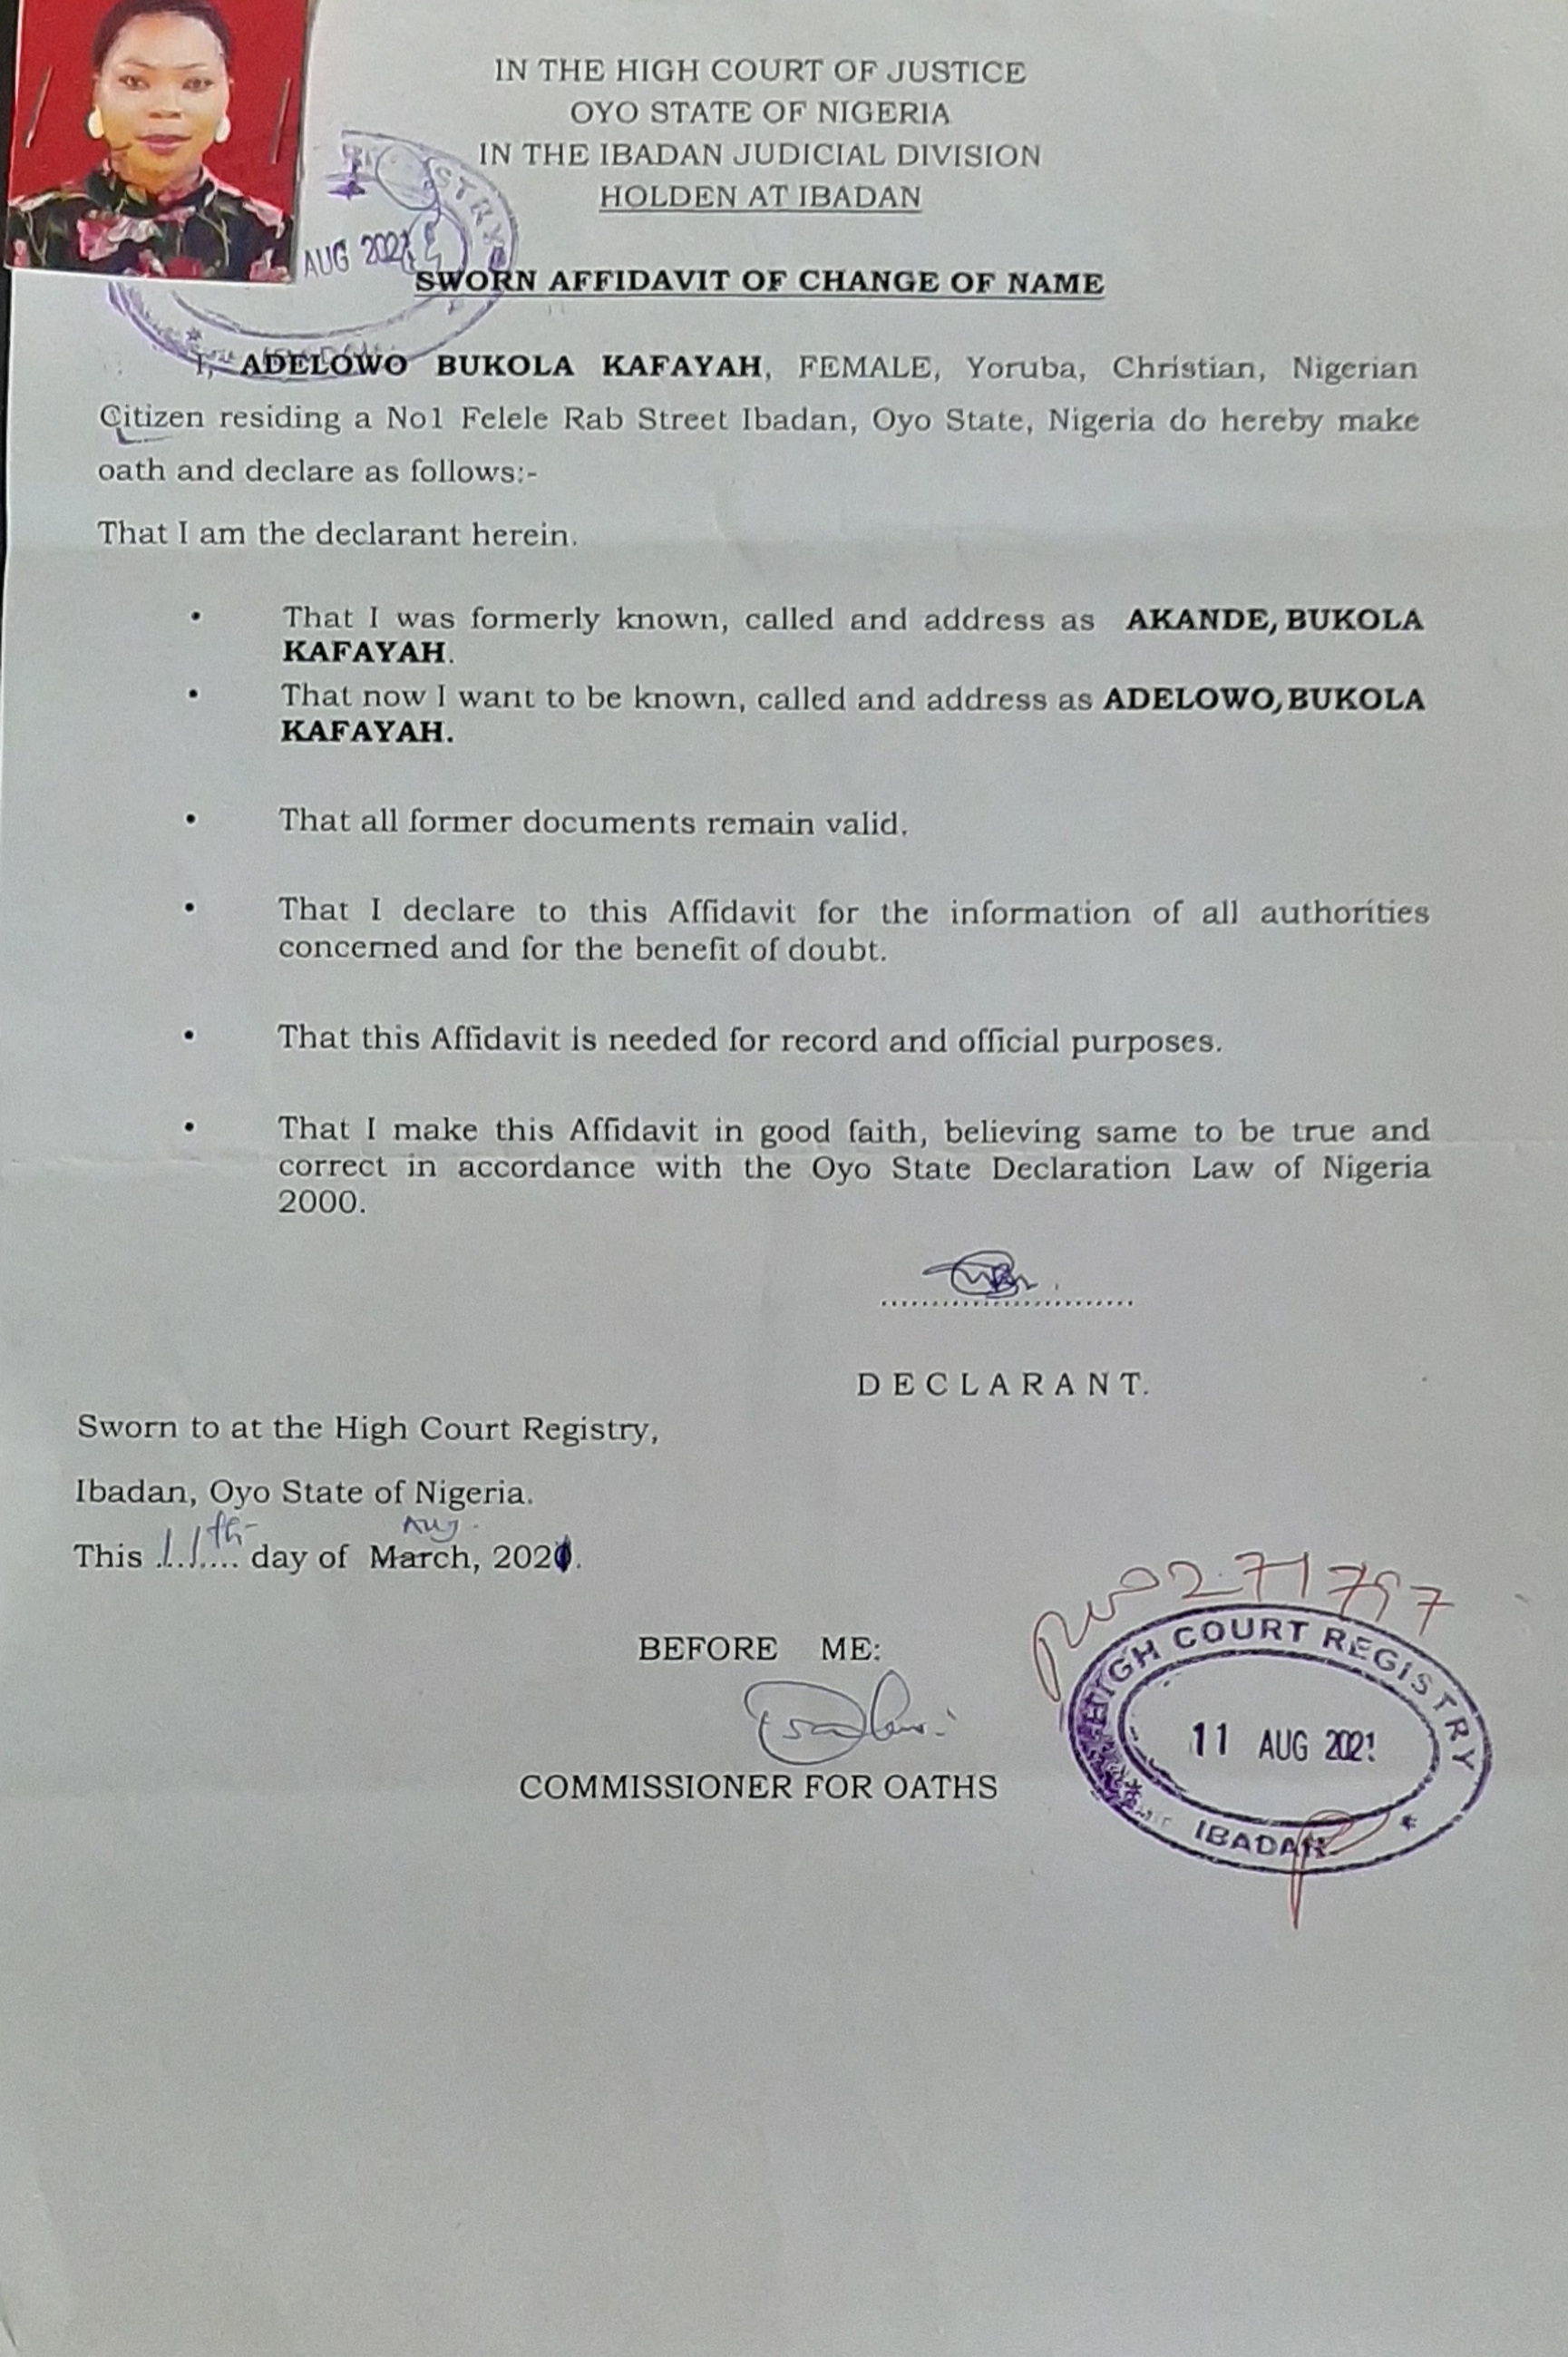 IN THE HIGH COURT OF JUSTICE
OYO STATE OF NIGERIA
IN THE IBADAN JUDICIAL DIVISION
HOLDEN AT IBADAN
AUG 2021
SWORN AFFIDAVIT OF CHANGE OF NAME
I, ADELOWO BUKOLA KAFAYAH, FEMALE, Yoruba, Christian, Nigerian
Citizen residing a No1 Felele Rab Street Ibadan, Oyo State, Nigeria do hereby make
oath and declare as follows:-
That I am the declarant herein.
• That I was formerly known, called and address as AKANDE, BUKOLA
KAFAYAH.
• That now I want to be known, called and address as ADELOWO, BUKOLA
KAFAYAH.
• That all former documents remain valid.
• That I declare to this Affidavit for the information of all authorities
concerned and for the benefit of doubt.
• That this Affidavit is needed for record and official purposes.
• That I make this Affidavit in good faith, believing same to be true and
correct in accordance with the Oyo State Declaration Law of Nigeria
2000.
DECLARANT.
Sworn to at the High Court Registry,
Ibadan, Oyo State of Nigeria.
Aug.
This 11th day of March, 2021.
BEFORE ME:
COMMISSIONER FOR OATHS
HIGH COURT REGISTRY
11 AUG 2021
IBADAN